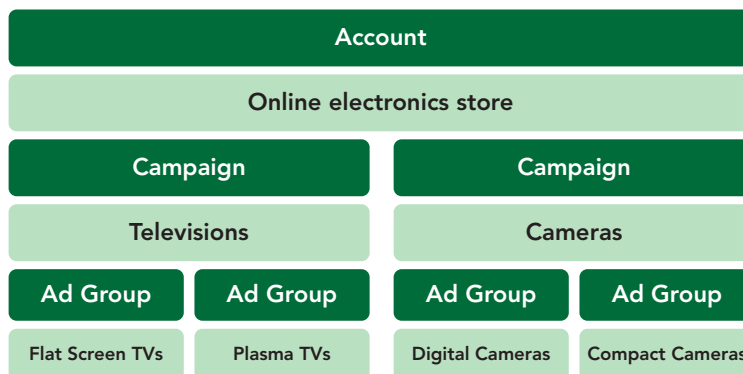 Account
Online electronics store
Campaign Campaign
Televisions Cameras
Ad Group Ad Group Ad Group Ad Group
Flat Screen TVs Plasma TVs Digital Cameras Compact Cameras